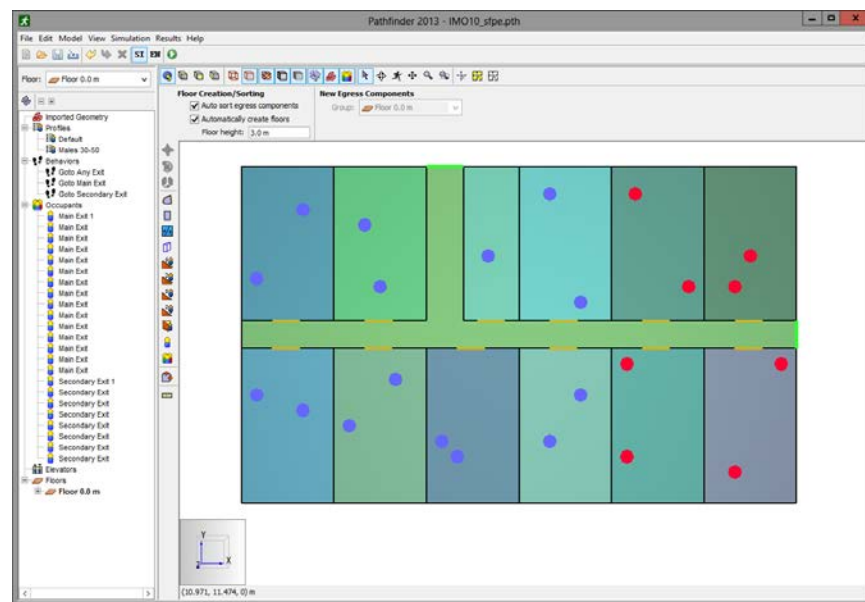 Pathfinder 2013 - IMO10_sfpe.pth
File Edit Model View Simulation Results Help
SI EN
Floor: Floor 0.0 m
Floor Creation/Sorting
Auto sort egress components
Automatically create floors
Floor height: 3.0 m
New Egress Components
Group: Floor 0.0 m
Imported Geometry
Profiles
Default
Males 30-50
Behaviors
Goto Any Exit
Goto Main Exit
Goto Secondary Exit
Occupants
Main Exit 1
Main Exit
Main Exit
Main Exit
Main Exit
Main Exit
Main Exit
Main Exit
Main Exit
Main Exit
Main Exit
Main Exit
Main Exit
Main Exit
Main Exit
Secondary Exit 1
Secondary Exit
Secondary Exit
Secondary Exit
Secondary Exit
Secondary Exit
Secondary Exit
Secondary Exit
Elevators
Floors
Floor 0.0 m
Y
X
Z
(10.971, 11.474, 0) m